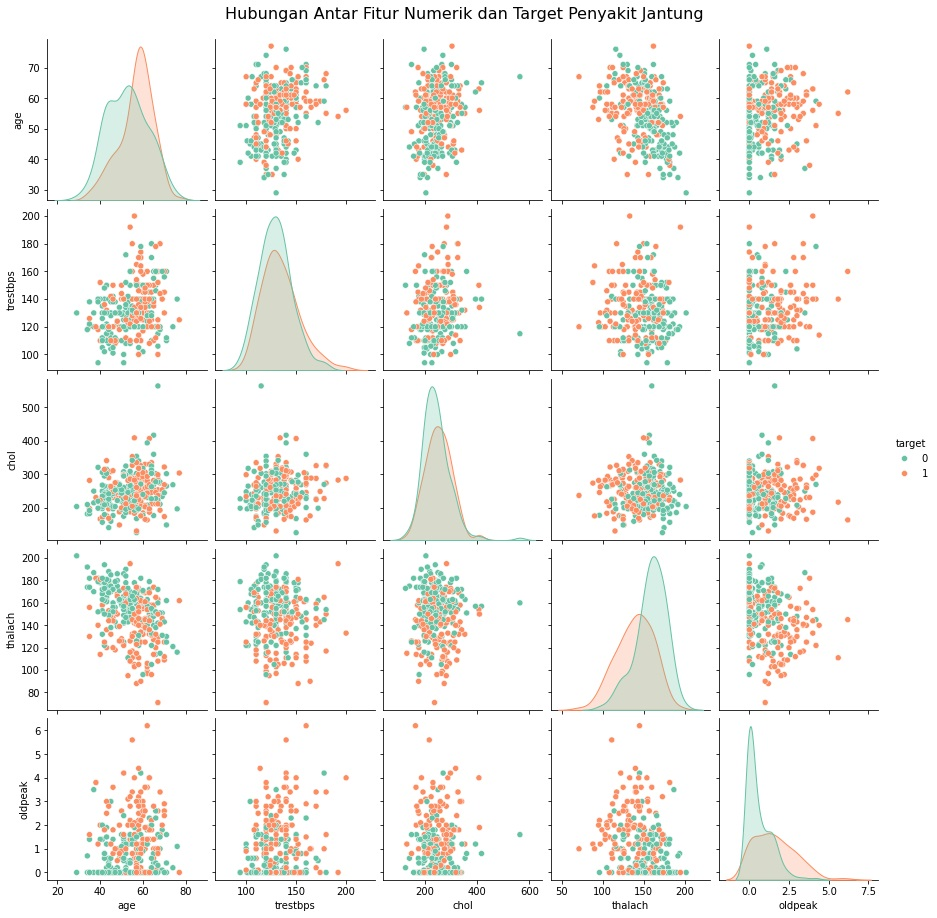 Hubungan Antar Fitur Numerik dan Target Penyakit Jantung
70
60
50
40
30
age
200
180
160
140
120
100
trestbps
500
400
300
200
chol
target
0
1
200
180
160
140
120
100
80
thalach
6
5
4
3
2
1
0
oldpeak
20 40 60 80
age
100 150 200
trestbps
200 400 600
chol
50 100 150 200
thalach
0.0 2.5 5.0 7.5
oldpeak